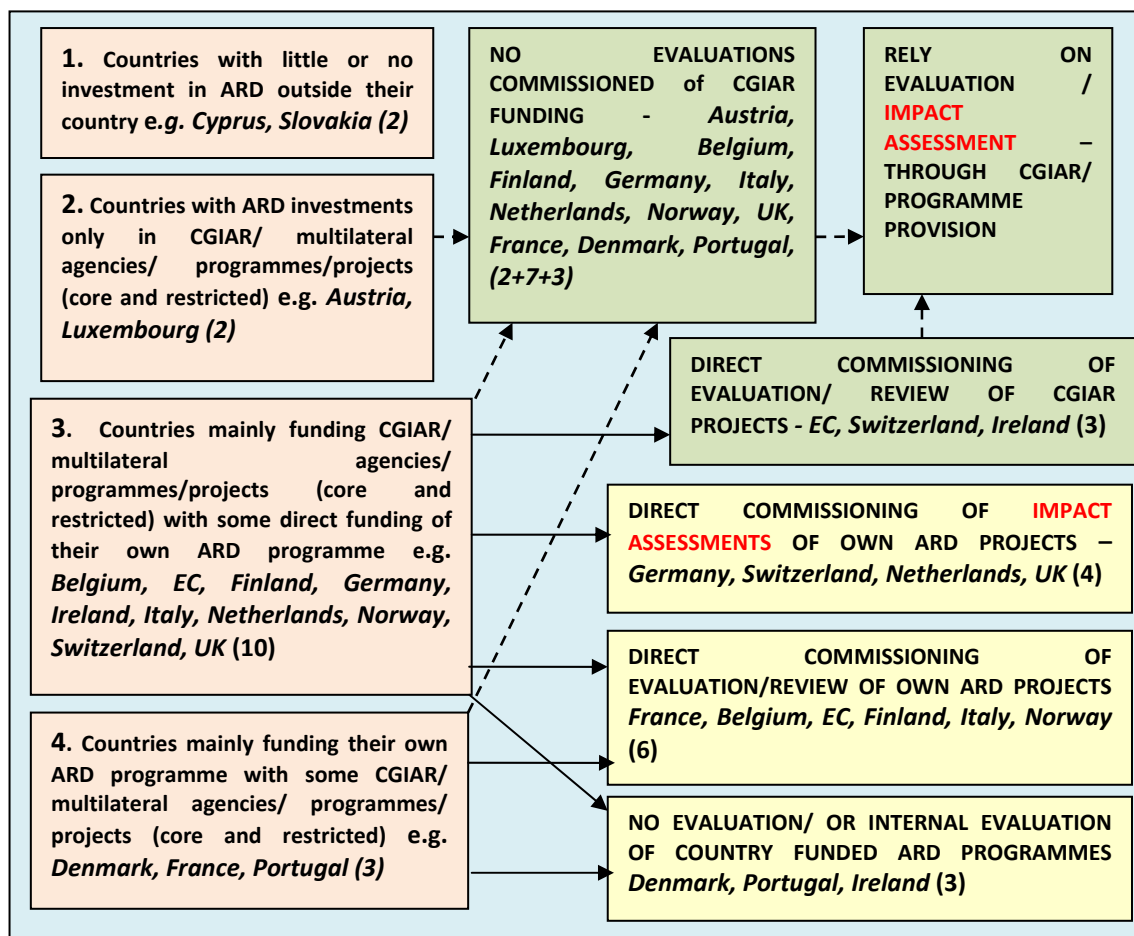 1. Countries with little or no
investment in ARD outside their
country e.g. Cyprus, Slovakia (2)
2. Countries with ARD investments
only in CGIAR/ multilateral
agencies/ programmes/projects
(core and restricted) e.g. Austria,
Luxembourg (2)
3. Countries mainly funding CGIAR/
multilateral agencies/
programmes/projects (core and
restricted) with some direct funding of
their own ARD programme e.g.
Belgium, EC, Finland, Germany,
Ireland, Italy, Netherlands, Norway,
Switzerland, UK (10)
4. Countries mainly funding their own
ARD programme with some CGIAR/
multilateral agencies/ programmes/
projects (core and restricted) e.g.
Denmark, France, Portugal (3)
NO EVALUATIONS
COMMISSIONED of CGIAR
FUNDING - Austria,
Luxembourg, Belgium,
Finland, Germany, Italy,
Netherlands, Norway, UK,
France, Denmark, Portugal,
(2+7+3)
RELY ON
EVALUATION /
IMPACT
ASSESSMENT –
THROUGH CGIAR/
PROGRAMME
PROVISION
DIRECT COMMISSIONING OF
EVALUATION/ REVIEW OF CGIAR
PROJECTS - EC, Switzerland, Ireland (3)
DIRECT COMMISSIONING OF IMPACT
ASSESSMENTS OF OWN ARD PROJECTS –
Germany, Switzerland, Netherlands, UK (4)
DIRECT COMMISSIONING OF
EVALUATION/REVIEW OF OWN ARD PROJECTS
France, Belgium, EC, Finland, Italy, Norway
(6)
NO EVALUATION/ OR INTERNAL EVALUATION
OF COUNTRY FUNDED ARD PROGRAMMES
Denmark, Portugal, Ireland (3)